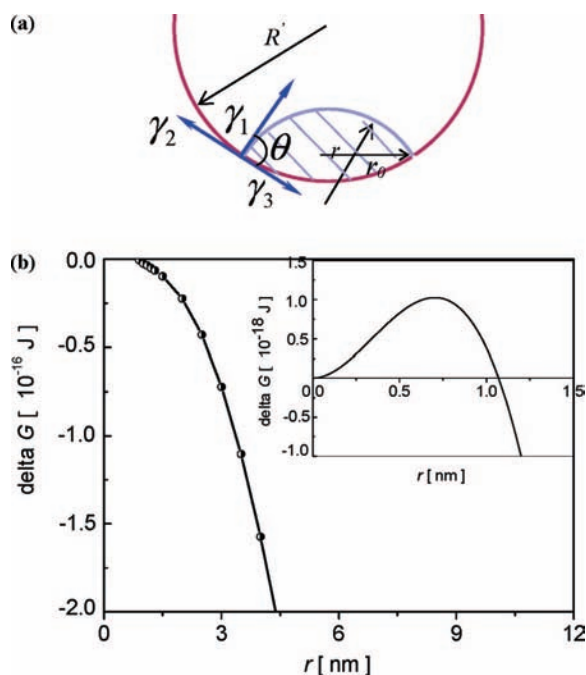 (a)
R'
γ1
γ2
θ
r
r0
γ3
(b)
0.0
-0.5
-1.0
-1.5
-2.0
delta G [ 10⁻¹⁶ J ]
0 3 6 9 12
r [ nm ]
1.5
1.0
0.5
-0.5
-1.0
delta G [ 10⁻¹⁸ J ]
0.0 0.5 1.0 1.5
r [ nm ]